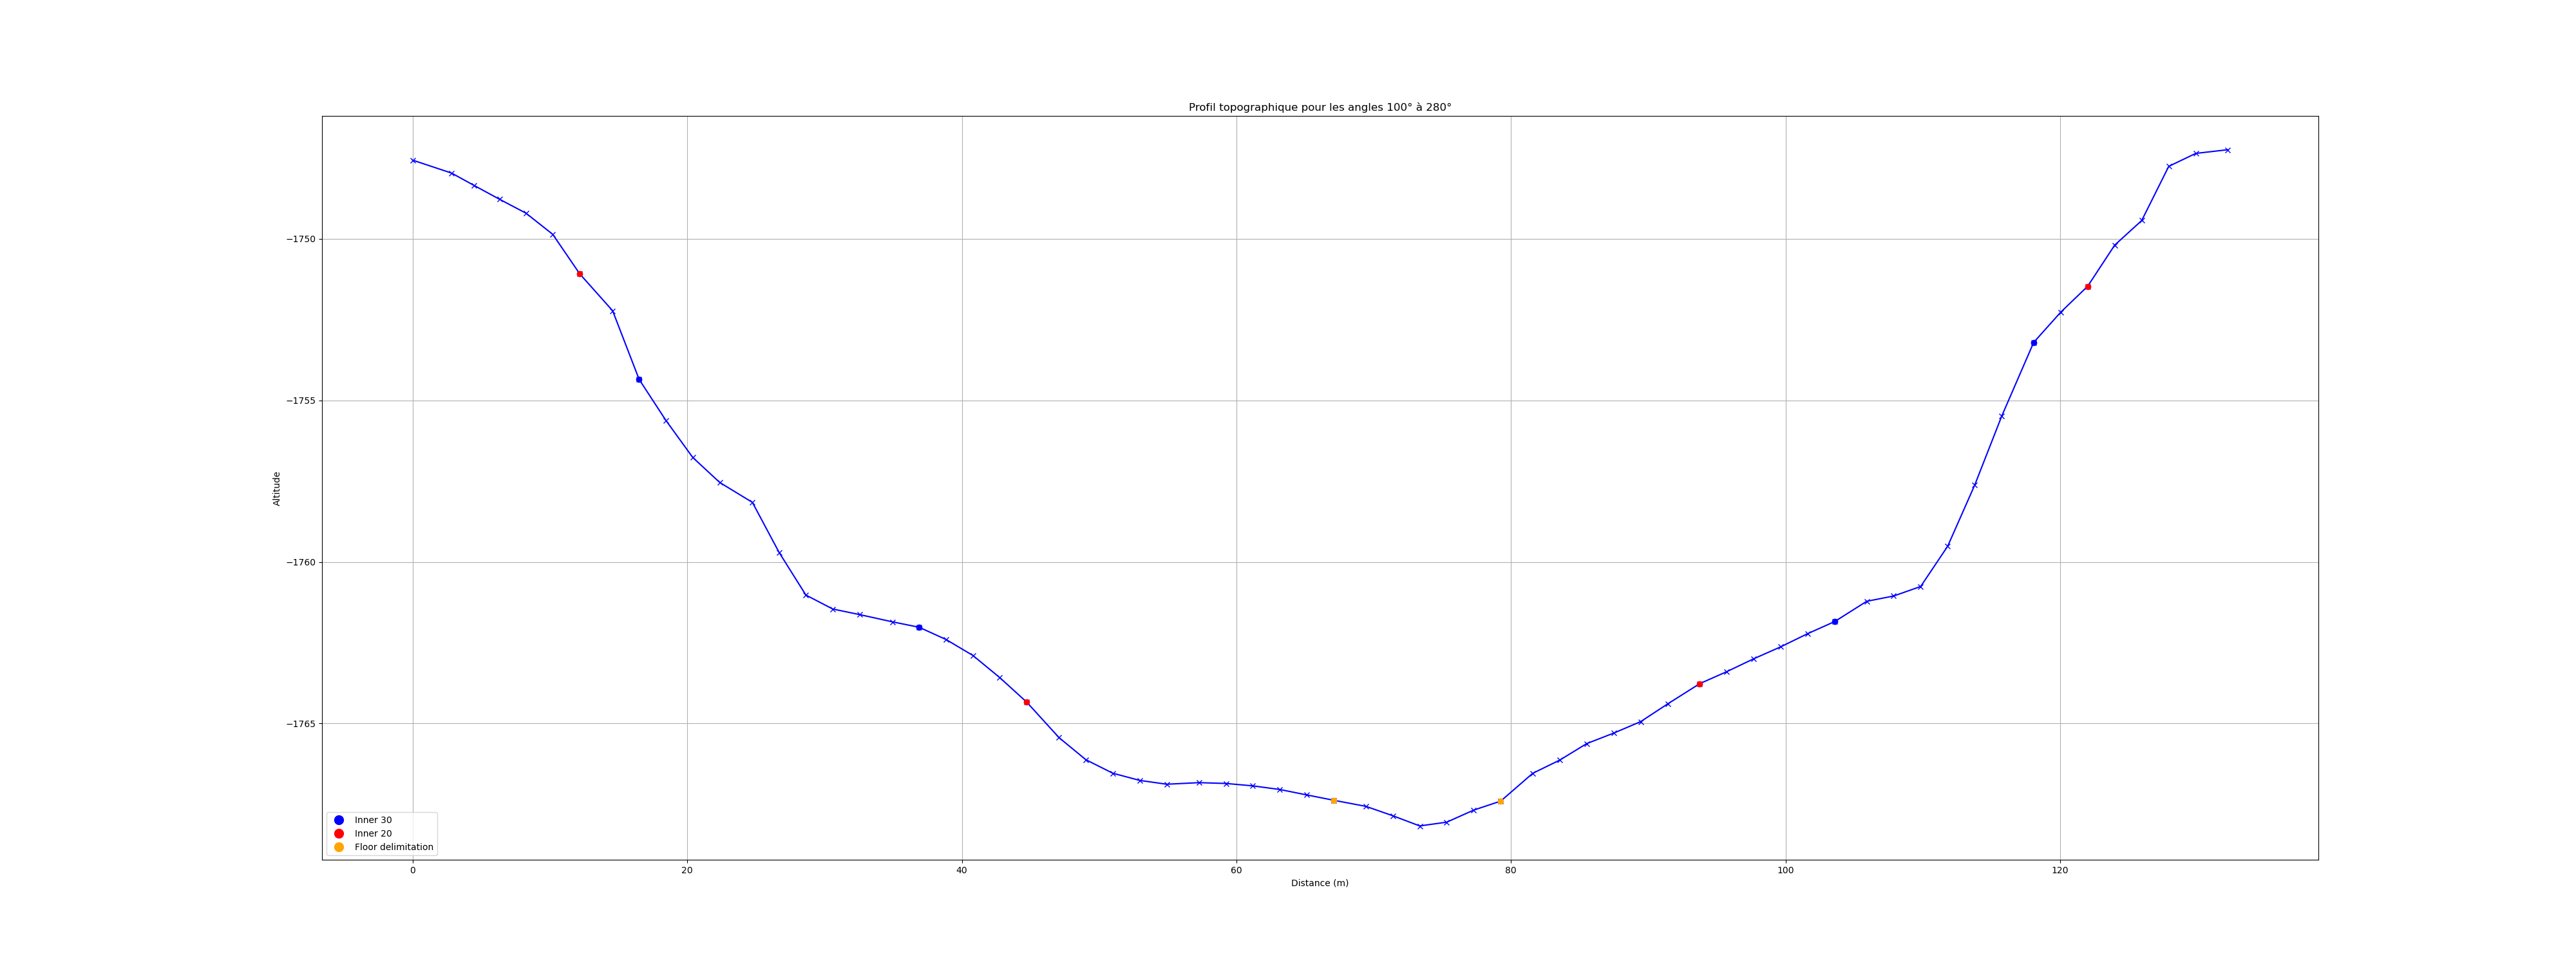 Profil topographique pour les angles 100° à 280°
Altitude
−1750
−1755
−1760
−1765
0 20 40 60 80 100 120
Distance (m)
Inner 30
Inner 20
Floor delimitation